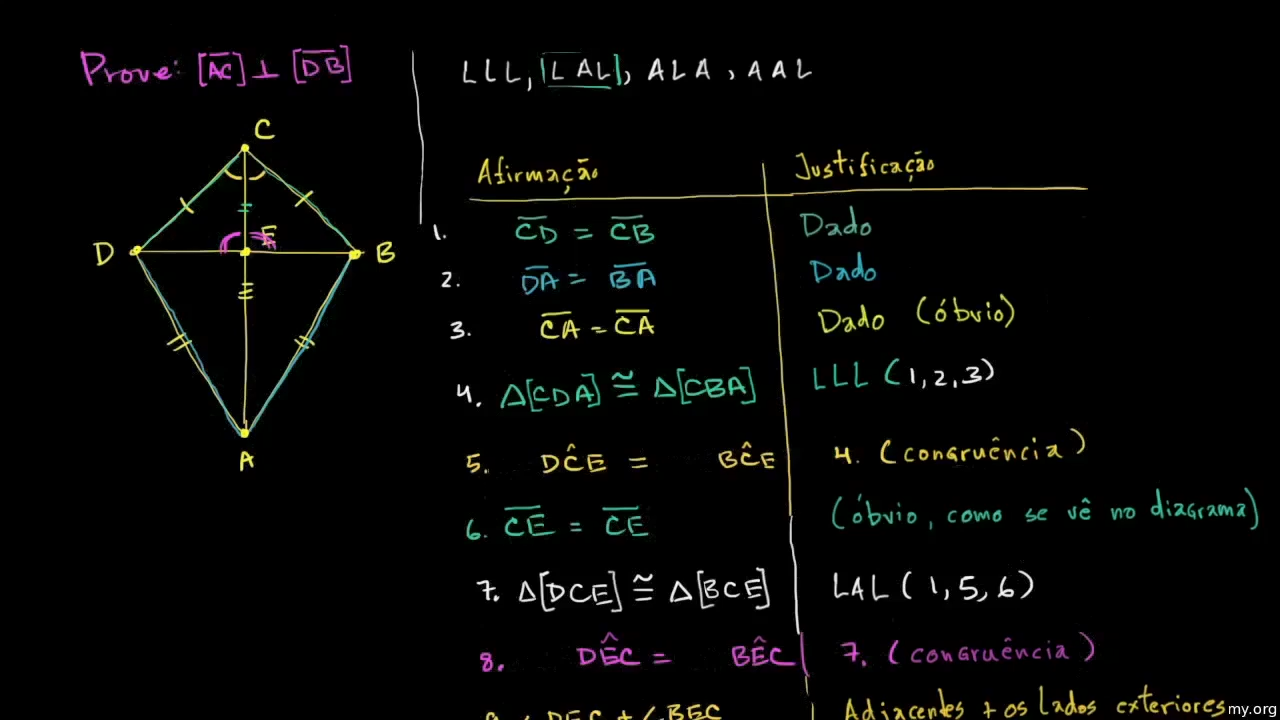 Prove: [AC] ⊥ [DB]
LLL, [LAL], ALA, AAL
C
D
E
B
A
Afirmação
Justificação
1. CD = CB
Dado
2. DA = BA
Dado
3. CA = CA
Dado (óbvio)
4. Δ[CDA] ≅ Δ[CBA]
LLL (1,2,3)
5. DĈE = BĈE
4. (congruência)
6. CE = CE
(óbvio, como se vê no diagrama)
7. Δ[DCE] ≅ Δ[BCE]
LAL (1,5,6)
8. DÊC = BÊC
7. (congruência)
9. < DEC + < BEC
Adjacentes + os lados exteriores
my.org